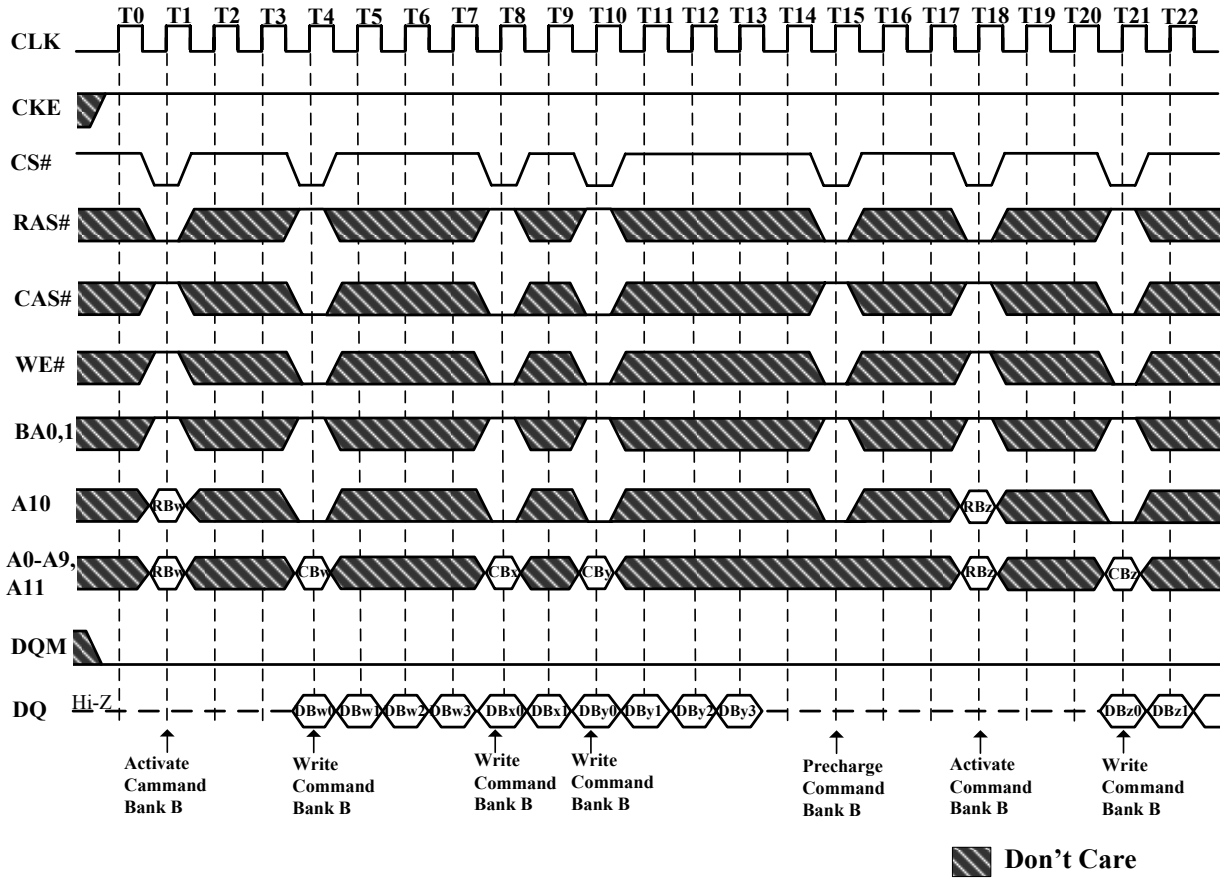 T0 T1 T2 T3 T4 T5 T6 T7 T8 T9 T10 T11 T12 T13 T14 T15 T16 T17 T18 T19 T20 T21 T22
CLK
CKE
CS#
RAS#
CAS#
WE#
BA0,1
A10 RBw RBz
A0-A9,
A11 RBw CBw CBx CBy RBz CBz
DQM
DQ Hi-Z DBw0 DBw1 DBw2 DBw3 DBx0 DBx1 DBy0 DBy1 DBy2 DBy3 DBz0 DBz1
Activate
Cammand
Bank B
Write
Command
Bank B
Write
Command
Bank B
Write
Command
Bank B
Precharge
Command
Bank B
Activate
Command
Bank B
Write
Command
Bank B
Don't Care